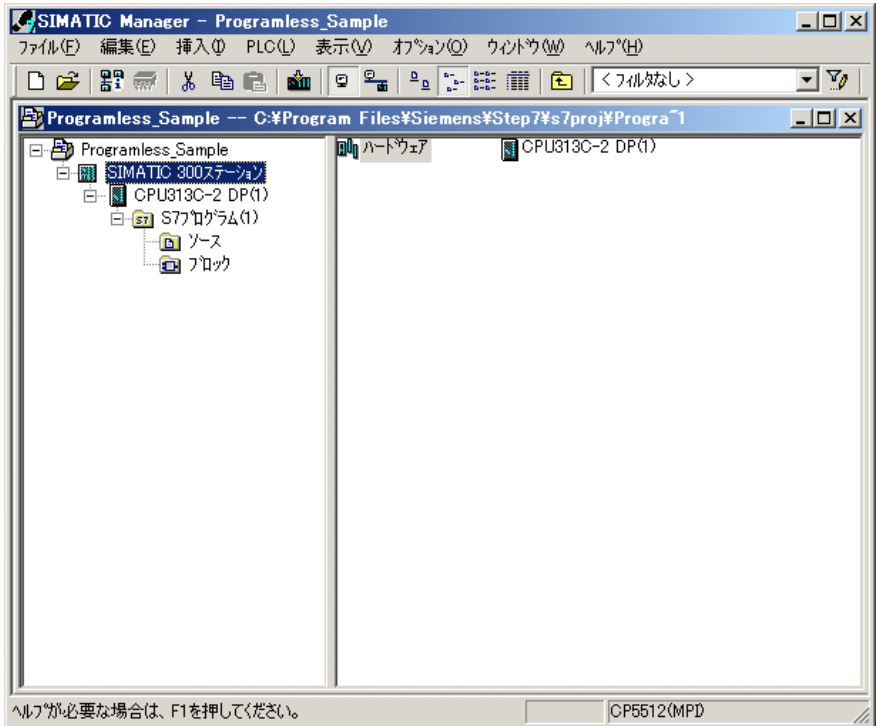 SIMATIC Manager - Programless_Sample
ファイル(F) 編集(E) 挿入(I) PLC(L) 表示(V) オプション(O) ウィンドウ(W) ヘルプ(H)
< フィルタなし >
Programless_Sample -- C:¥Program Files¥Siemens¥Step7¥s7proj¥Progra~1
Programless_Sample
SIMATIC 300ステーション
CPU313C-2 DP(1)
S7プログラム(1)
ソース
ブロック
ハードウェア CPU313C-2 DP(1)
ヘルプが必要な場合は、F1を押してください。 CP5512(MPI)